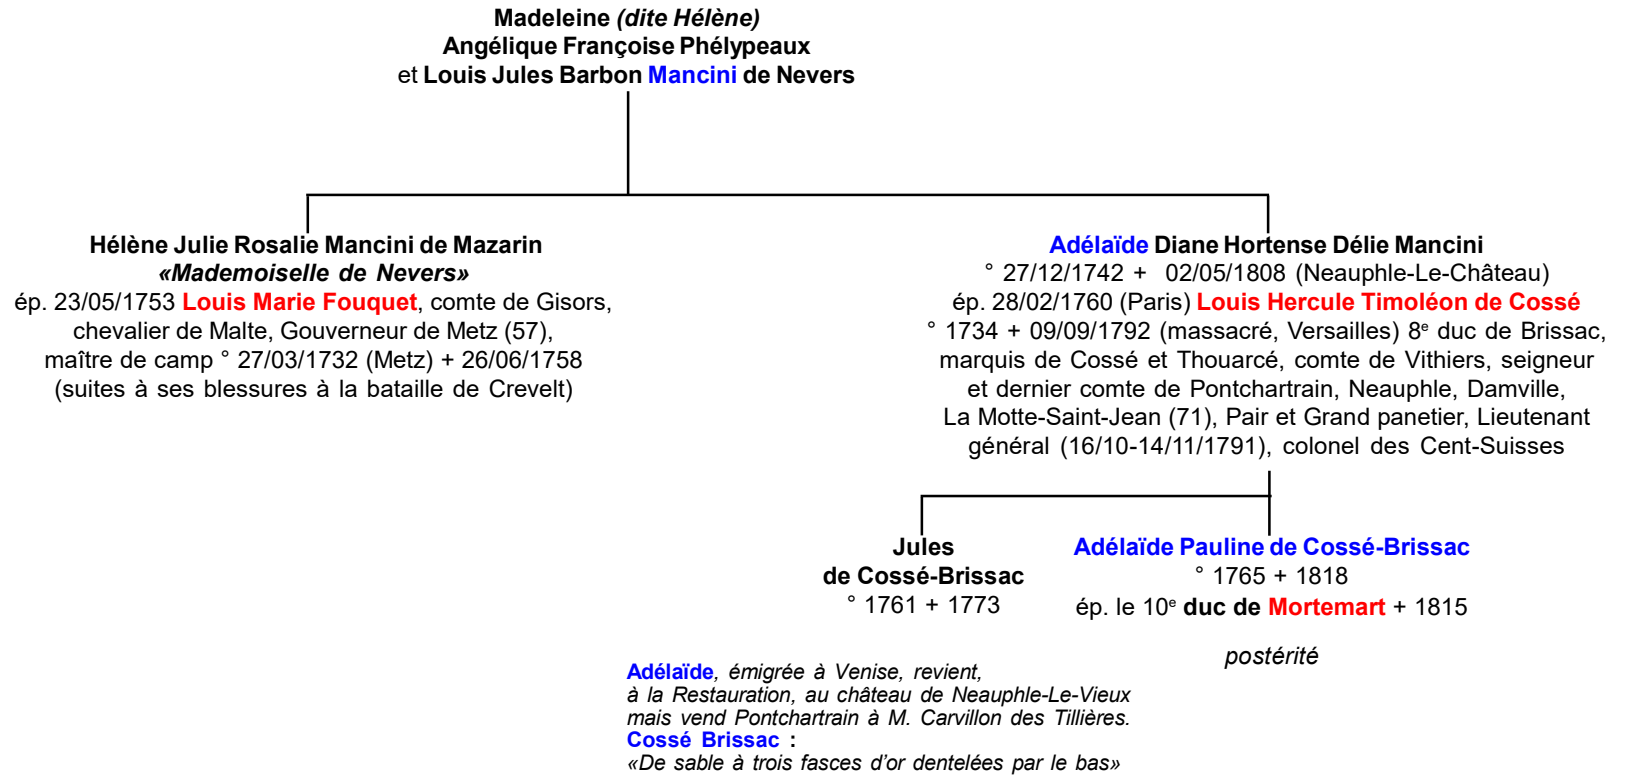 Madeleine (dite Hélène)
Angélique Françoise Phélypeaux
et Louis Jules Barbon Mancini de Nevers
Hélène Julie Rosalie Mancini de Mazarin
«Mademoiselle de Nevers»
ép. 23/05/1753 Louis Marie Fouquet, comte de Gisors,
chevalier de Malte, Gouverneur de Metz (57),
maître de camp ° 27/03/1732 (Metz) + 26/06/1758
(suites à ses blessures à la bataille de Crevelt)
Adélaïde Diane Hortense Délie Mancini
° 27/12/1742 + 02/05/1808 (Neauphle-Le-Château)
ép. 28/02/1760 (Paris) Louis Hercule Timoléon de Cossé
° 1734 + 09/09/1792 (massacré, Versailles) 8e duc de Brissac,
marquis de Cossé et Thouarcé, comte de Vithiers, seigneur
et dernier comte de Pontchartrain, Neauphle, Damville,
La Motte-Saint-Jean (71), Pair et Grand panetier, Lieutenant
général (16/10-14/11/1791), colonel des Cent-Suisses
Jules
de Cossé-Brissac
° 1761 + 1773
Adélaïde Pauline de Cossé-Brissac
° 1765 + 1818
ép. le 10e duc de Mortemart + 1815
postérité
Adélaïde, émigrée à Venise, revient,
à la Restauration, au château de Neauphle-Le-Vieux
mais vend Pontchartrain à M. Carvillon des Tillières.
Cossé Brissac :
«De sable à trois fasces d'or dentelées par le bas»